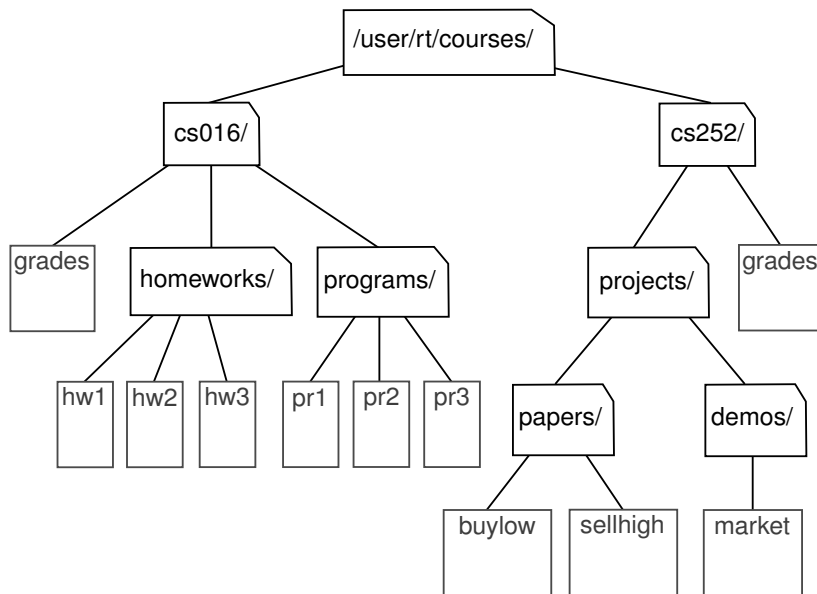 /user/rt/courses/
cs016/
cs252/
grades
homeworks/
programs/
projects/
grades
hw1
hw2
hw3
pr1
pr2
pr3
papers/
demos/
buylow
sellhigh
market